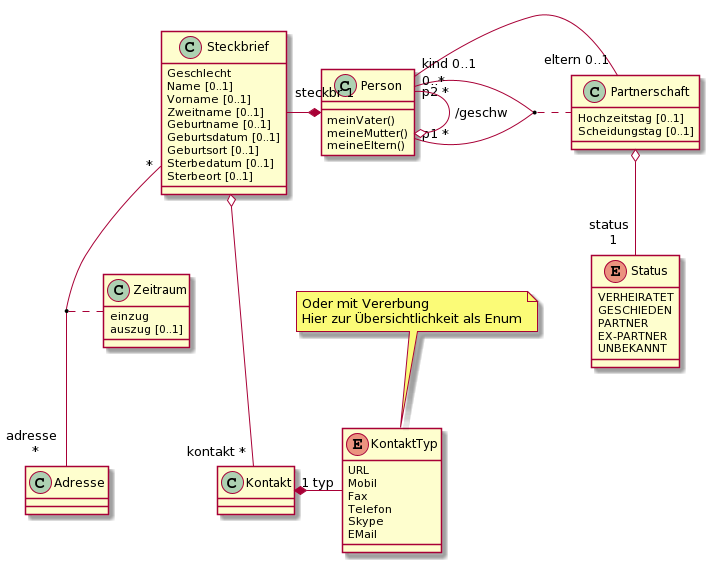 C Steckbrief
Geschlecht
Name [0..1]
Vorname [0..1]
Zweitname [0..1]
Geburtname [0..1]
Geburtsdatum [0..1]
Geburtsort [0..1]
Sterbedatum [0..1]
Sterbeort [0..1]
steckbr 1
C Person
meinVater()
meineMutter()
meineEltern()
kind 0..1
0..*
p2 *
/geschw
p1 *
eltern 0..1
C Partnerschaft
Hochzeitstag [0..1]
Scheidungstag [0..1]
*
status
1
E Status
VERHEIRATET
GESCHIEDEN
PARTNER
EX-PARTNER
UNBEKANNT
C Zeitraum
einzug
auszug [0..1]
Oder mit Vererbung
Hier zur Übersichtlichkeit als Enum
adresse
*
C Adresse
kontakt *
C Kontakt
1 typ
E KontaktTyp
URL
Mobil
Fax
Telefon
Skype
EMail